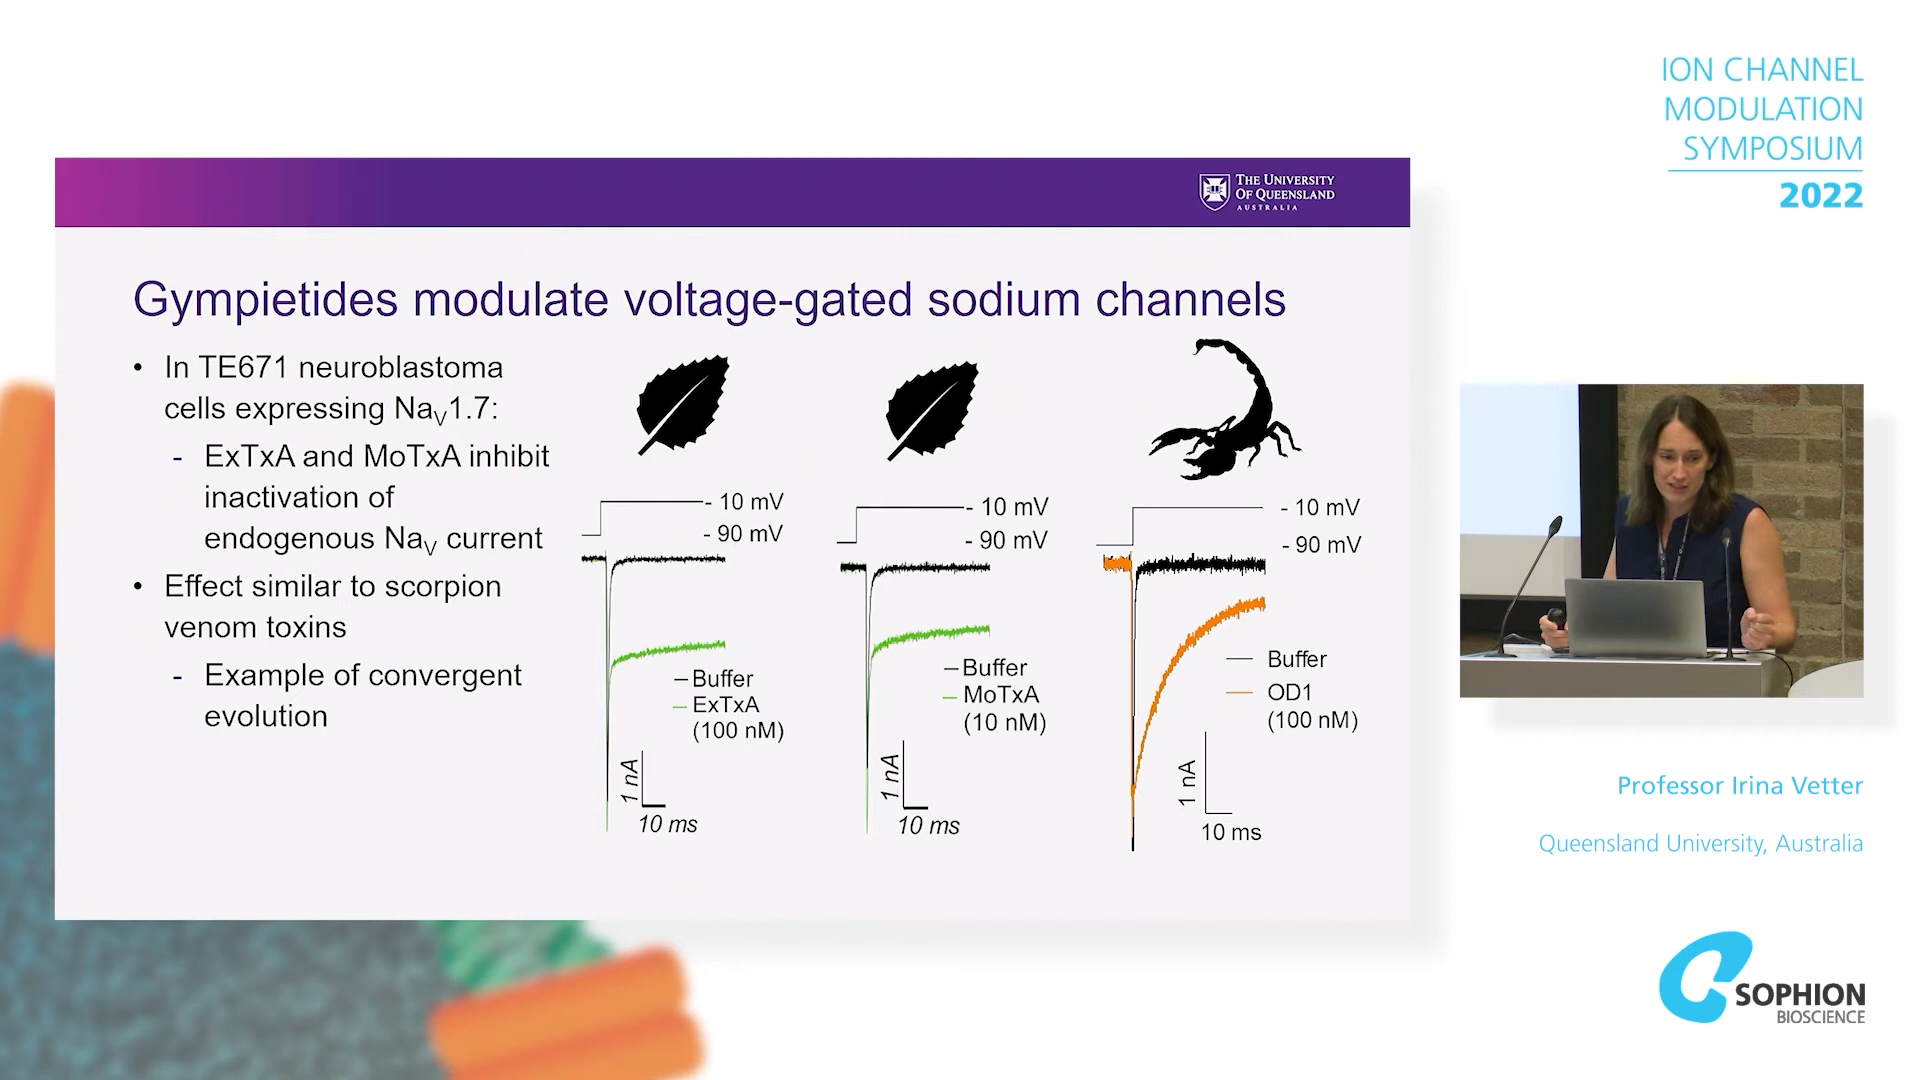 ION CHANNEL
MODULATION
SYMPOSIUM
2022
THE UNIVERSITY
OF QUEENSLAND
AUSTRALIA
Gympietides modulate voltage-gated sodium channels
• In TE671 neuroblastoma
cells expressing NaV1.7:
- ExTxA and MoTxA inhibit
inactivation of
endogenous NaV current
• Effect similar to scorpion
venom toxins
- Example of convergent
evolution
- 10 mV
- 90 mV
Buffer
ExTxA
(100 nM)
1 nA
10 ms
- 10 mV
- 90 mV
Buffer
MoTxA
(10 nM)
1 nA
10 ms
- 10 mV
- 90 mV
Buffer
OD1
(100 nM)
1 nA
10 ms
Professor Irina Vetter
Queensland University, Australia
SOPHION
BIOSCIENCE